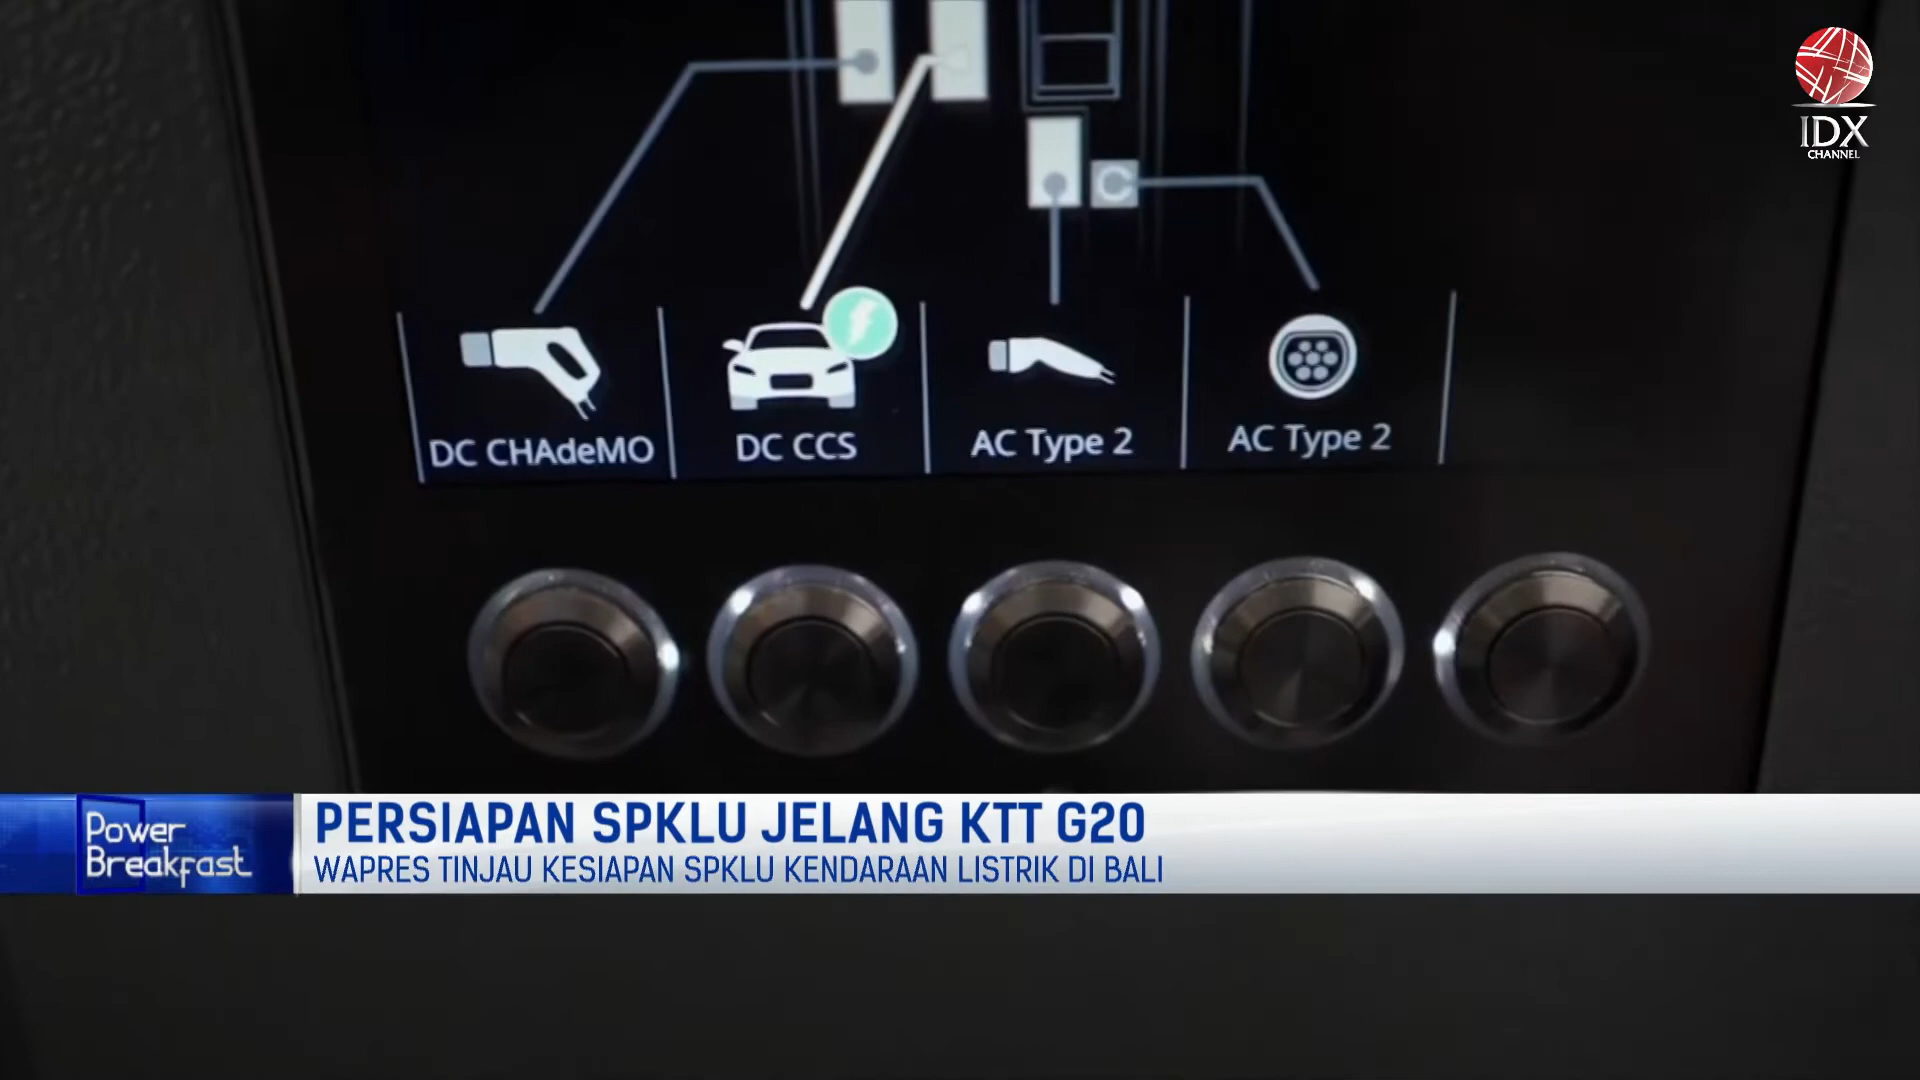 IDX
CHANNEL
DC CHAdeMO
DC CCS
AC Type 2
AC Type 2
Power
Breakfast
PERSIAPAN SPKLU JELANG KTT G20
WAPRES TINJAU KESIAPAN SPKLU KENDARAAN LISTRIK DI BALI